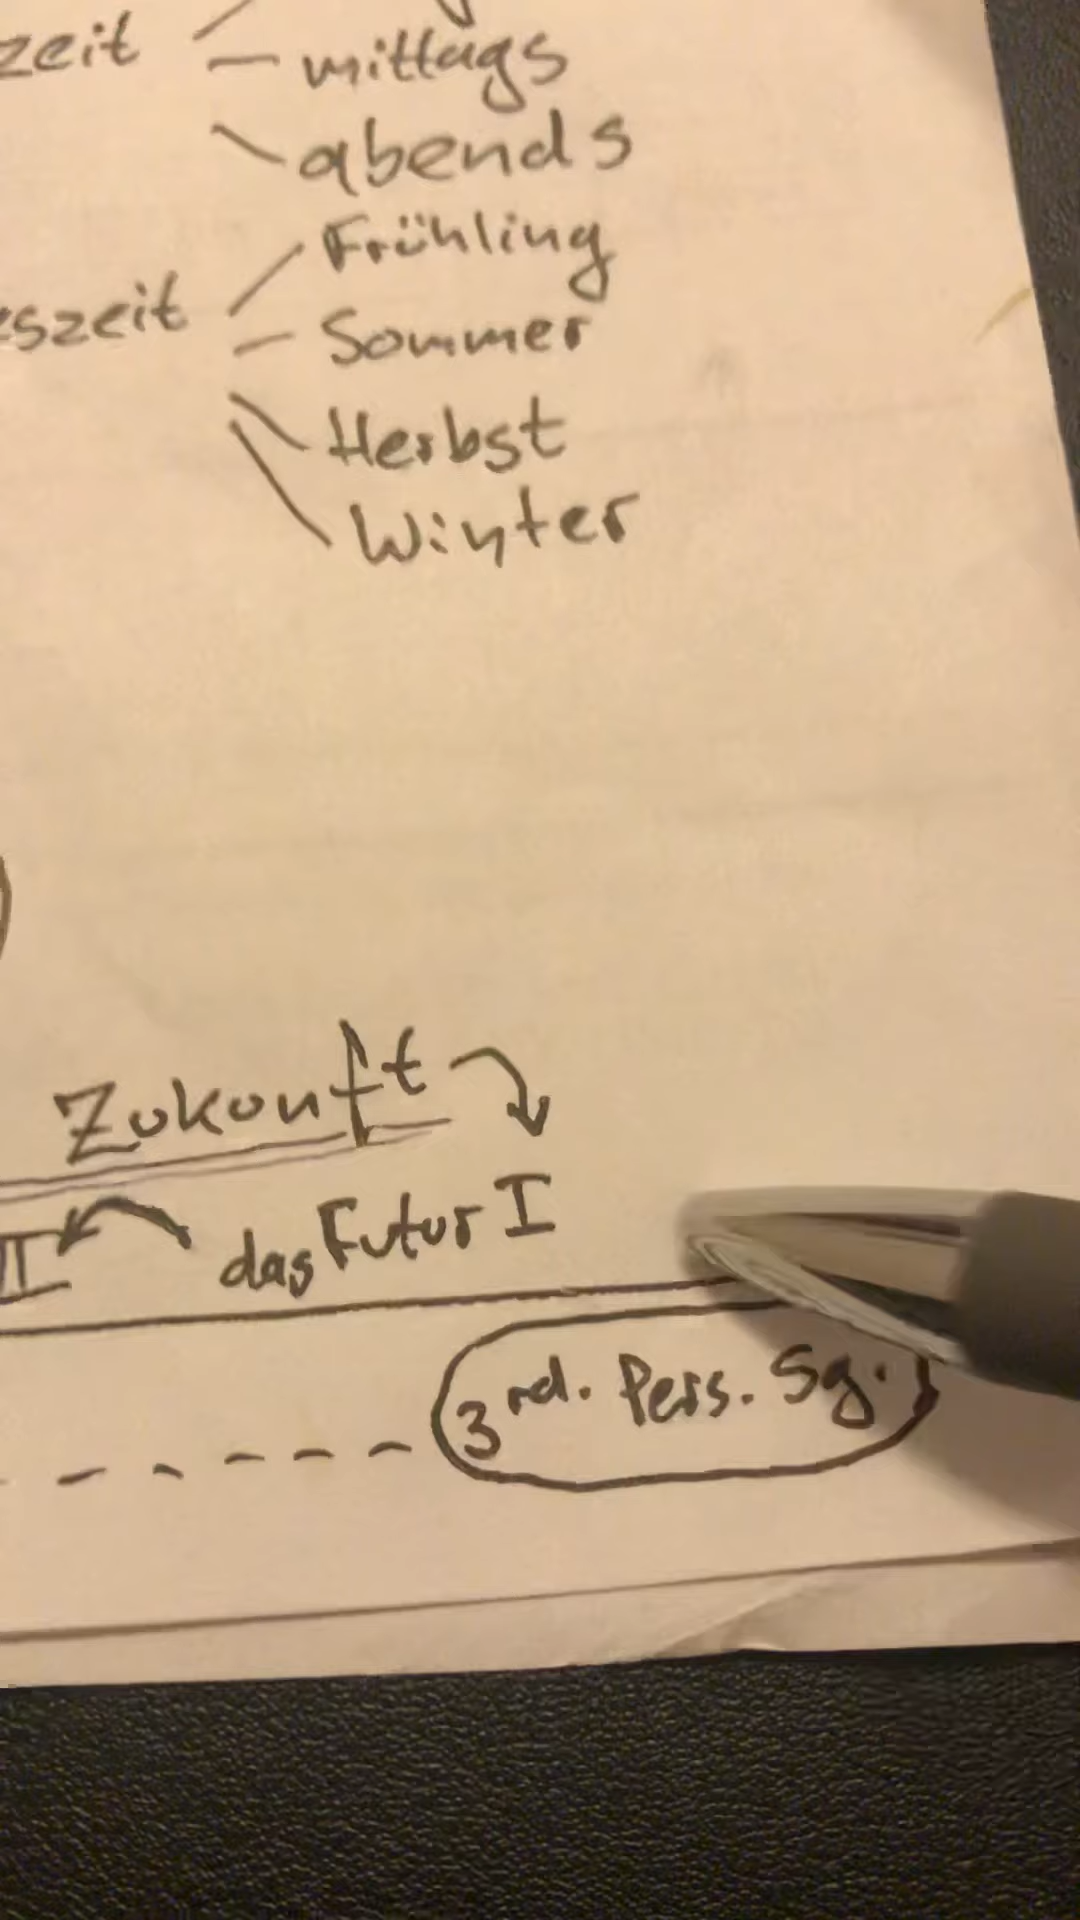 zeit mittags
abends
Frühling
eszeit Sommer
Herbst
Winter
Zukunft
II das Futur I
3rd. Pers. Sg.